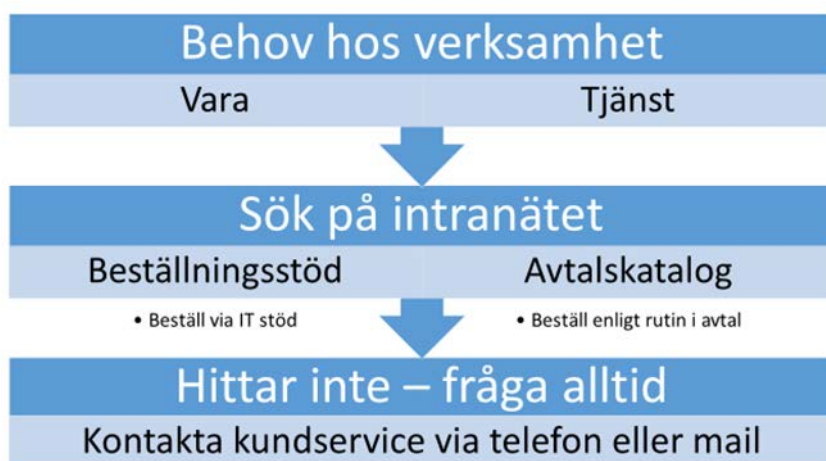 Behov hos verksamhet
Vara Tjänst
Sök på intranätet
Beställningsstöd Avtalskatalog
• Beställ via IT stöd • Beställ enligt rutin i avtal
Hittar inte – fråga alltid
Kontakta kundservice via telefon eller mail